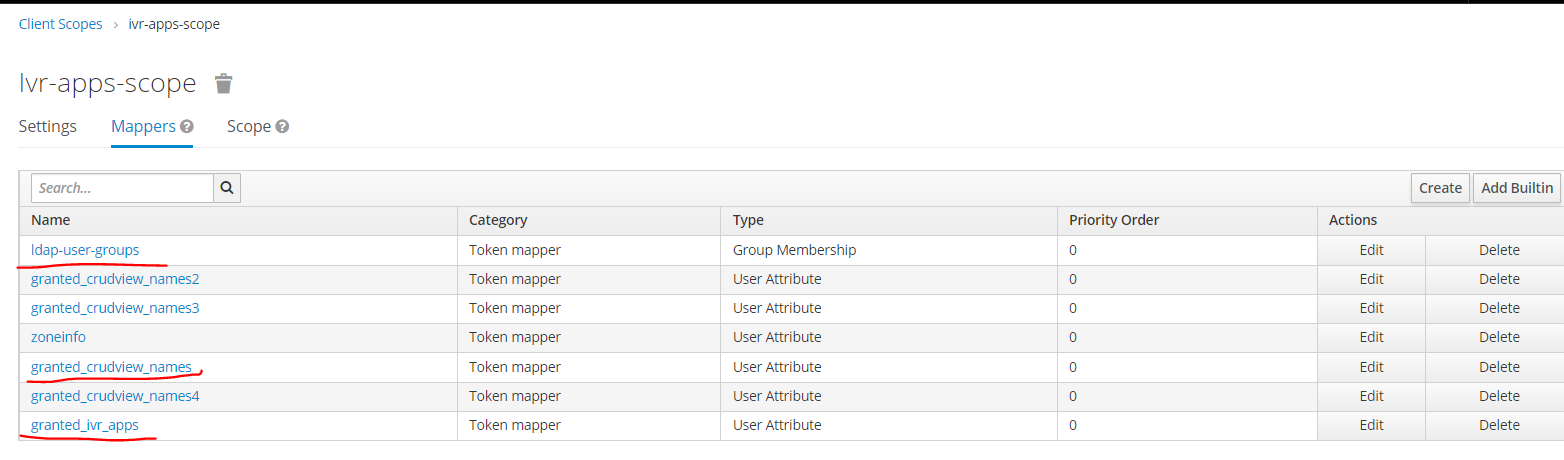 Client Scopes › ivr-apps-scope
Ivr-apps-scope
Settings Mappers ? Scope ?
Search... Create Add Builtin
Name Category Type Priority Order Actions
ldap-user-groups Token mapper Group Membership 0 Edit Delete
granted_crudview_names2 Token mapper User Attribute 0 Edit Delete
granted_crudview_names3 Token mapper User Attribute 0 Edit Delete
zoneinfo Token mapper User Attribute 0 Edit Delete
granted_crudview_names Token mapper User Attribute 0 Edit Delete
granted_crudview_names4 Token mapper User Attribute 0 Edit Delete
granted_ivr_apps Token mapper User Attribute 0 Edit Delete